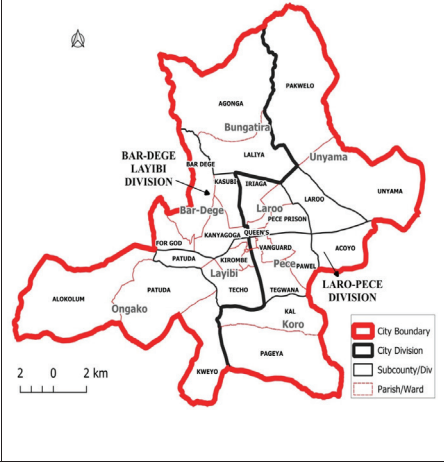 PAKWELO
AGONGA
Bungatira
LALIYA
Unyama
BAR-DEGE
LAYIBI
DIVISION
BAR DEGE
KASUBI
IRIAGA
LAROO
UNYAMA
Bar-Dege
Laroo
PECE PRISON
KANYAGOGA
QUEEN'S
FOR GOD
VANGUARD
ACOYO
PATUDA
KIROMBE
Pece
PAWEL
Layibi
LARO-PECE
DIVISION
ALOKOLUM
PATUDA
TECHO
TEGWANA
Ongako
KAL
Koro
PAGEYA
KWEYO
City Boundary
City Division
Subcounty/Div
Parish/Ward
2 0 2 km